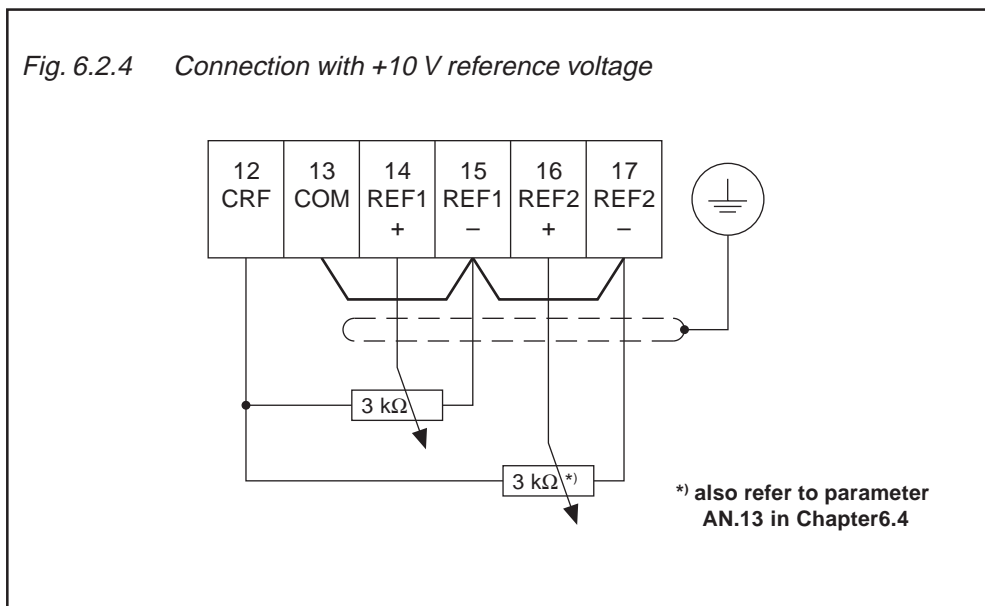 Fig. 6.2.4 Connection with +10 V reference voltage
12 13 14 15 16 17
CRF COM REF1 REF1 REF2 REF2
+ – + –
3 kΩ
3 kΩ *)
*) also refer to parameter
AN.13 in Chapter6.4